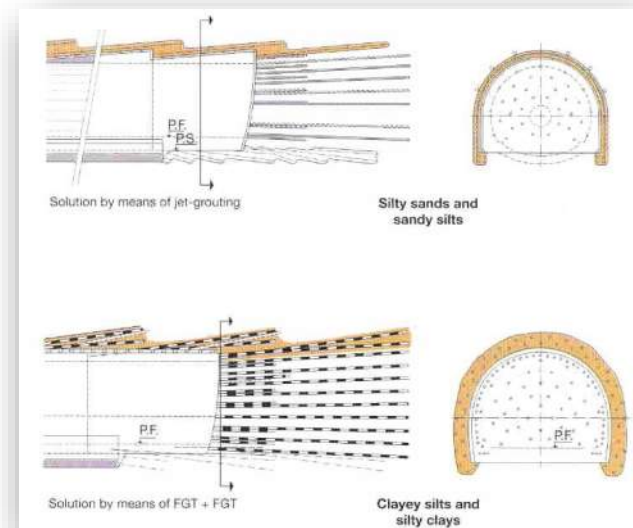 P.F.
P.S.
Solution by means of jet-grouting
Silty sands and
sandy silts
P.F.
P.F.
Solution by means of FGT + FGT
Clayey silts and
silty clays